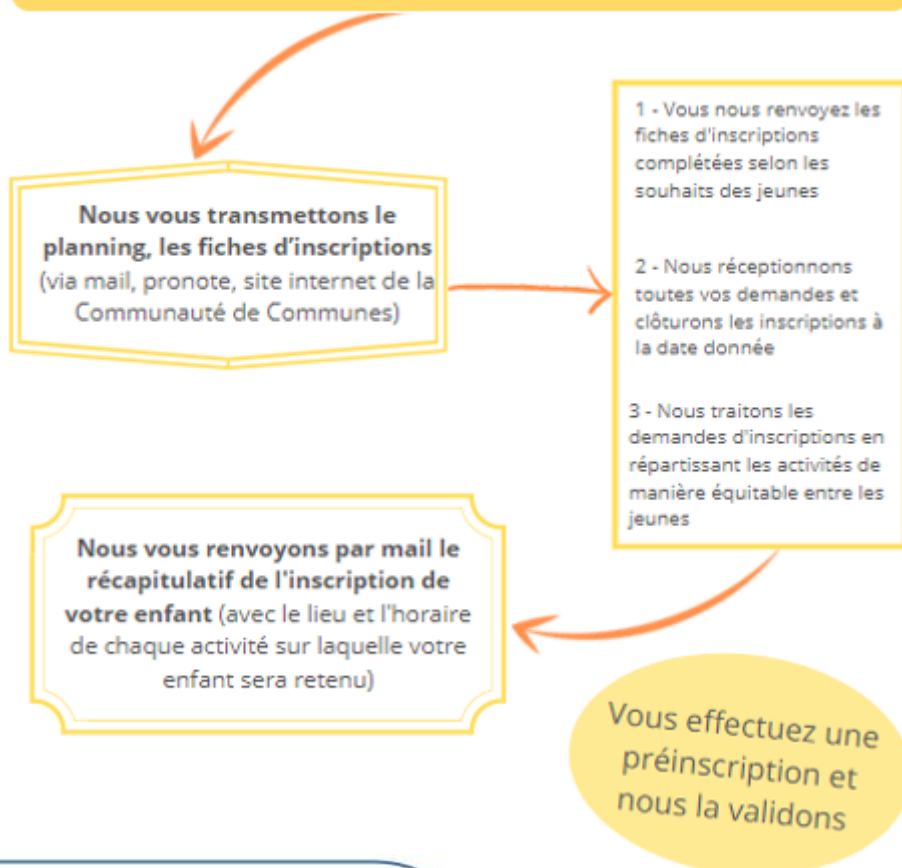 Nous vous transmettons le
planning, les fiches d'inscriptions
(via mail, pronote, site internet de la
Communauté de Communes)
1 - Vous nous renvoyez les
fiches d'inscriptions
complétées selon les
souhaits des jeunes
2 - Nous réceptionnons
toutes vos demandes et
clôturons les inscriptions à
la date donnée
3 - Nous traitons les
demandes d'inscriptions en
répartissant les activités de
manière équitable entre les
jeunes
Nous vous renvoyons par mail le
récapitulatif de l'inscription de
votre enfant (avec le lieu et l'horaire
de chaque activité sur laquelle votre
enfant sera retenu)
Vous effectuez une
préinscription et
nous la validons